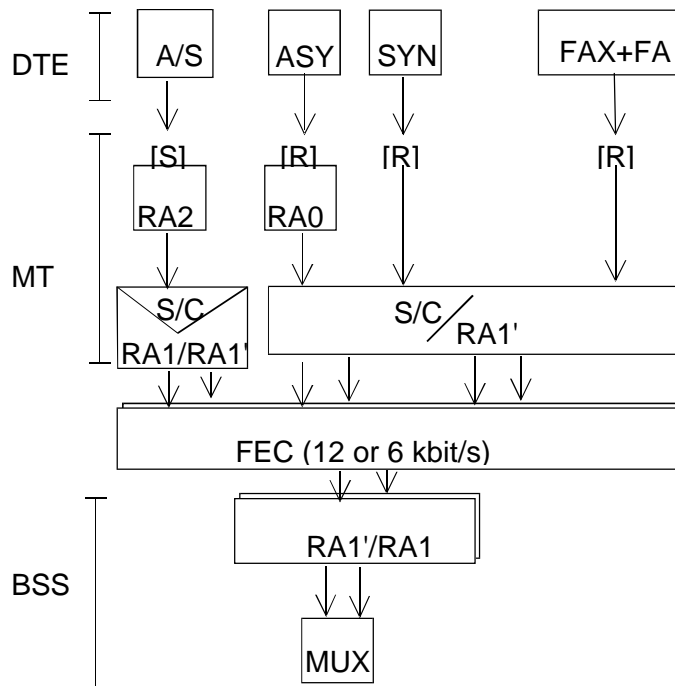 DTE
A/S
ASY
SYN
FAX+FA
[S]
[R]
[R]
[R]
RA2
RA0
MT
S/C
RA1/RA1'
S/C
RA1'
FEC (12 or 6 kbit/s)
BSS
RA1'/RA1
MUX